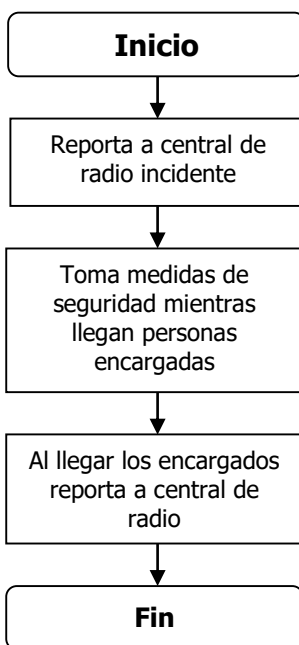 Inicio
Reporta a central de
radio incidente
Toma medidas de
seguridad mientras
llegan personas
encargadas
Al llegar los encargados
reporta a central de
radio
Fin